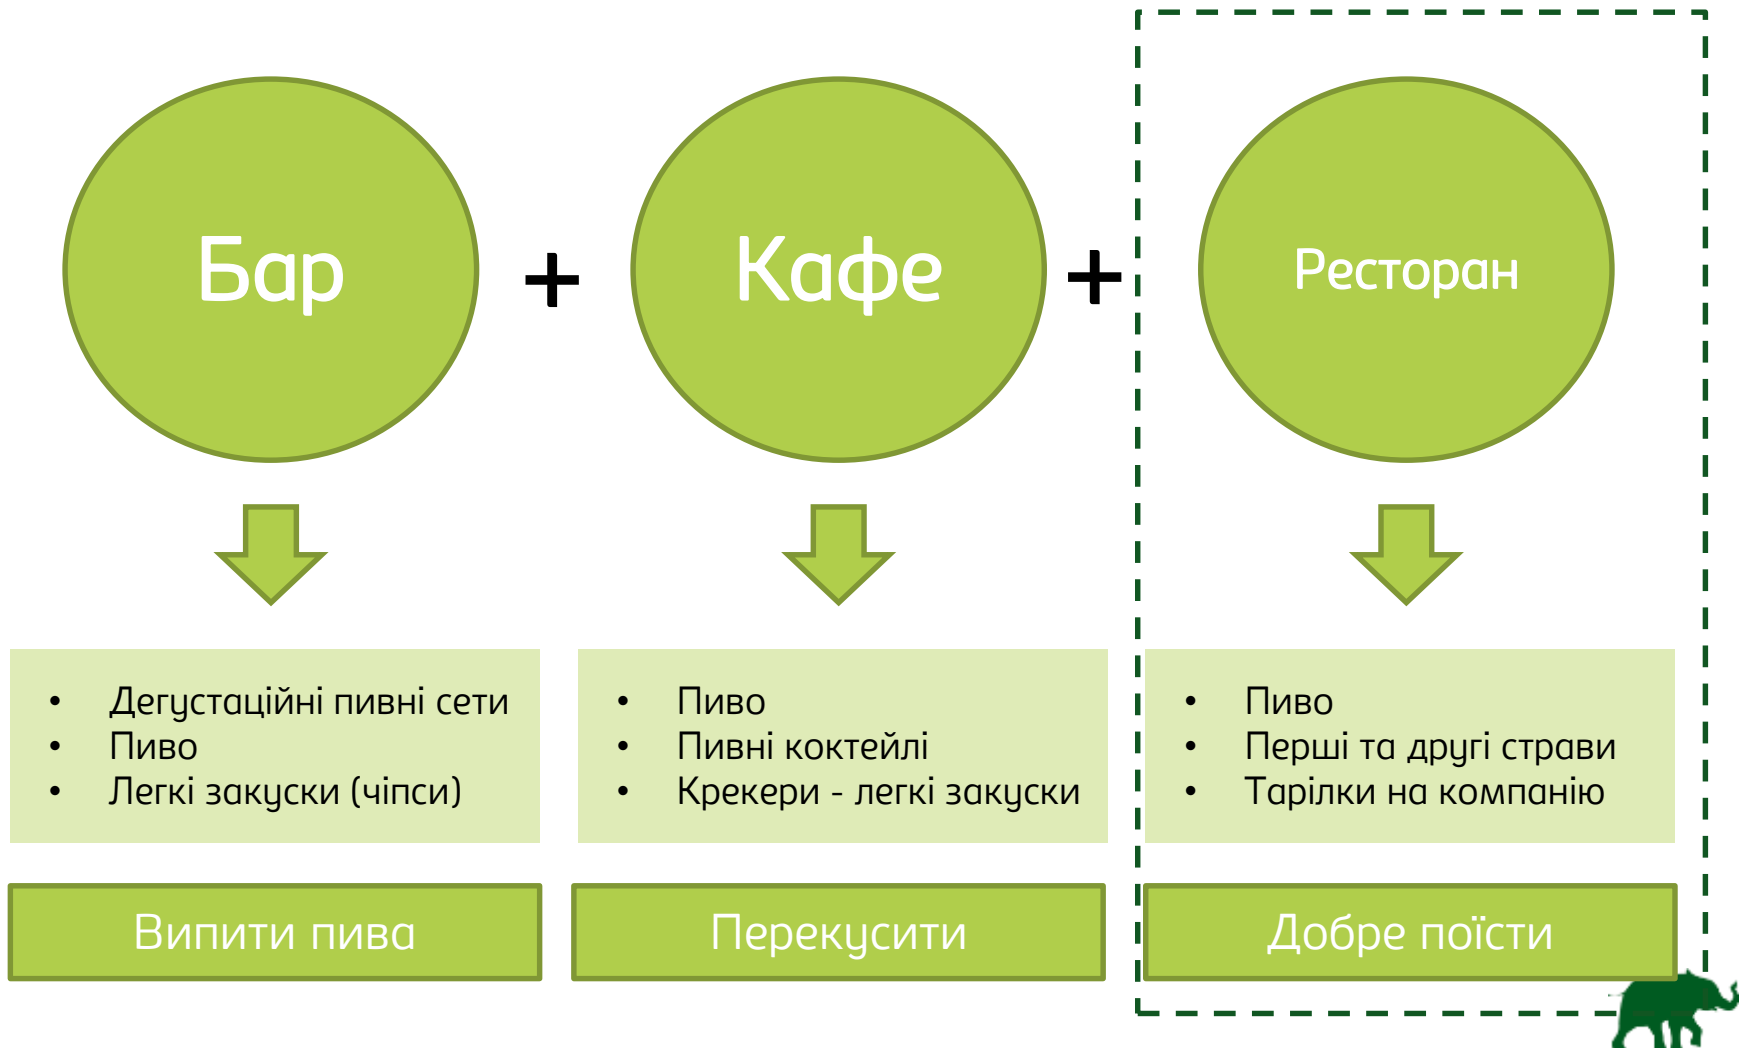 Бар
+
Кафе
+
Ресторан
• Дегустаційні пивні сети
• Пиво
• Легкі закуски (чіпси)
• Пиво
• Пивні коктейлі
• Крекери - легкі закуски
• Пиво
• Перші та другі страви
• Тарілки на компанію
Випити пива
Перекусити
Добре поїсти